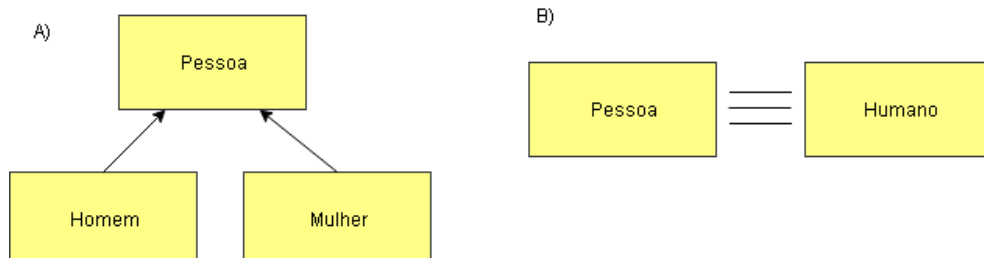 A)
Pessoa
Homem
Mulher
B)
Pessoa
Humano